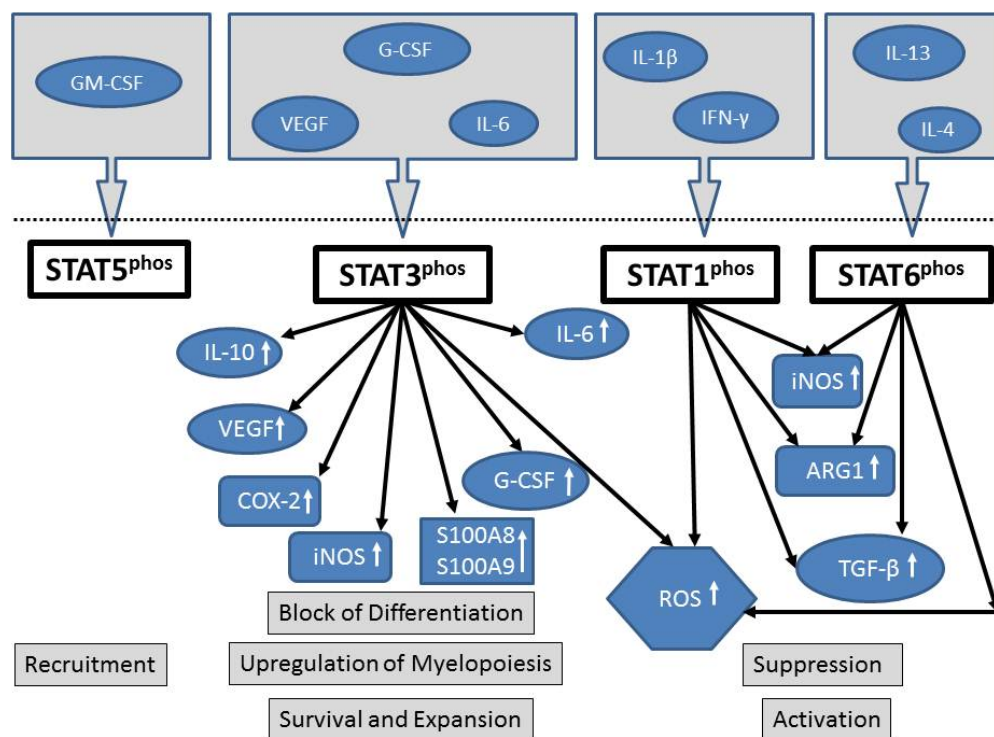 GM-CSF
G-CSF
VEGF
IL-6
IL-1β
IFN-γ
IL-13
IL-4
STAT5phos
STAT3phos
STAT1phos
STAT6phos
IL-10
IL-6
VEGF
COX-2
iNOS
S100A8
S100A9
G-CSF
iNOS
ARG1
TGF-β
ROS
Block of Differentiation
Recruitment
Upregulation of Myelopoiesis
Suppression
Survival and Expansion
Activation